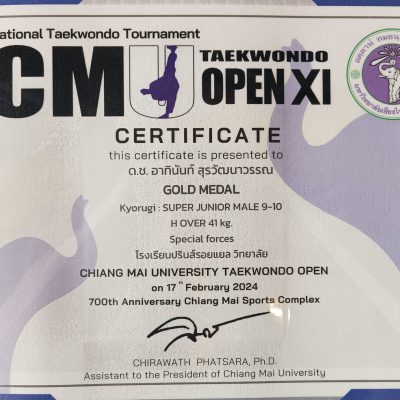 national Taekwondo Tournament
CMU TAEKWONDO
OPEN XI
CERTIFICATE
this certificate is presented to
ด.ช. อาทินันท์ สุรวัฒนาวรรณ
GOLD MEDAL
Kyorugi : SUPER JUNIOR MALE 9-10
H OVER 41 kg.
Special forces
โรงเรียนปรินส์รอยแยล วิทยาลัย
CHIANG MAI UNIVERSITY TAEKWONDO OPEN
on 17 th February 2024
700th Anniversary Chiang Mai Sports Complex
CHIRAWATH PHATSARA, Ph.D.
Assistant to the President of Chiang Mai University